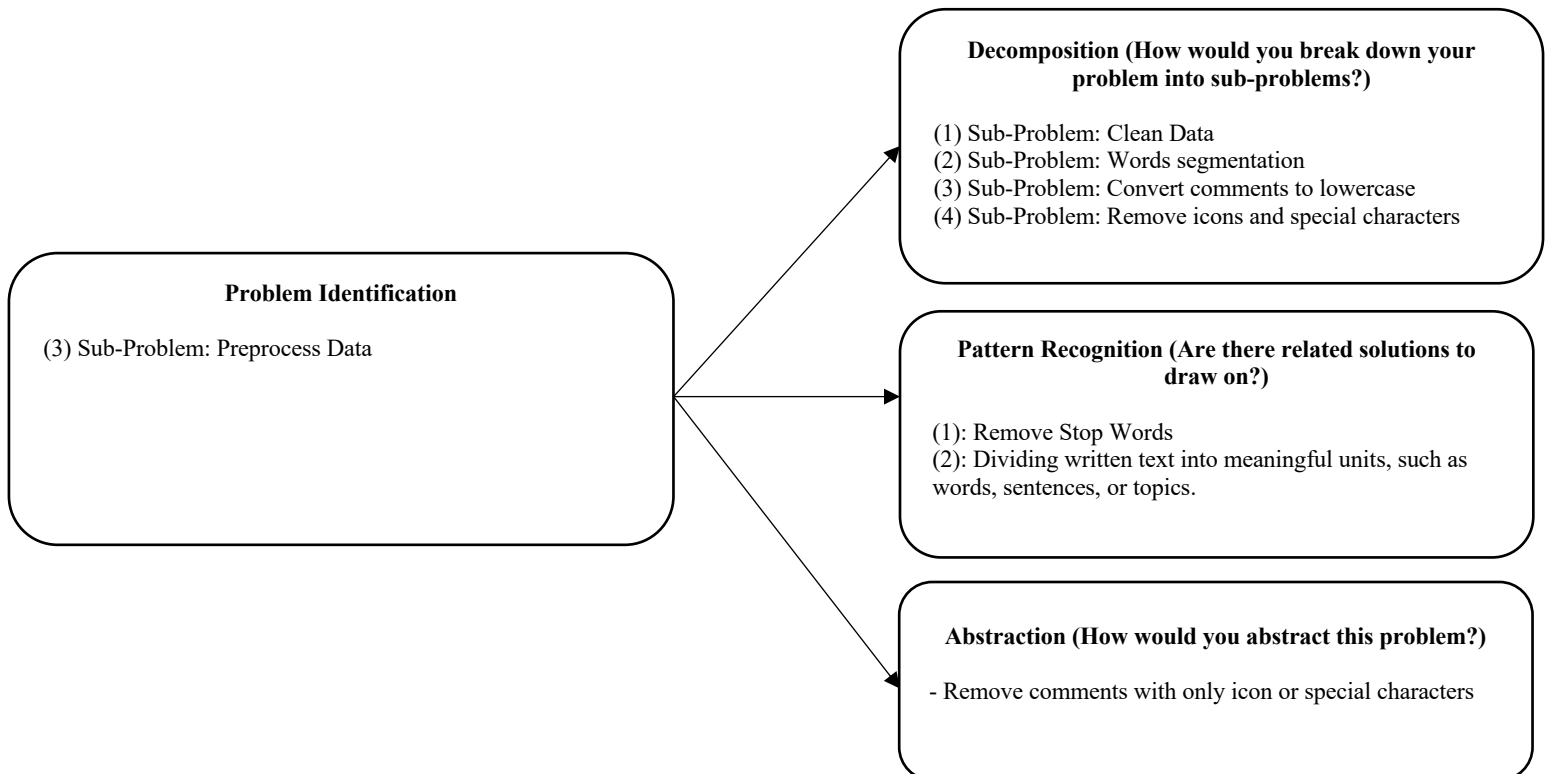 Problem Identification
(3) Sub-Problem: Preprocess Data
Decomposition (How would you break down your
problem into sub-problems?)
(1) Sub-Problem: Clean Data
(2) Sub-Problem: Words segmentation
(3) Sub-Problem: Convert comments to lowercase
(4) Sub-Problem: Remove icons and special characters
Pattern Recognition (Are there related solutions to
draw on?)
(1): Remove Stop Words
(2): Dividing written text into meaningful units, such as
words, sentences, or topics.
Abstraction (How would you abstract this problem?)
- Remove comments with only icon or special characters